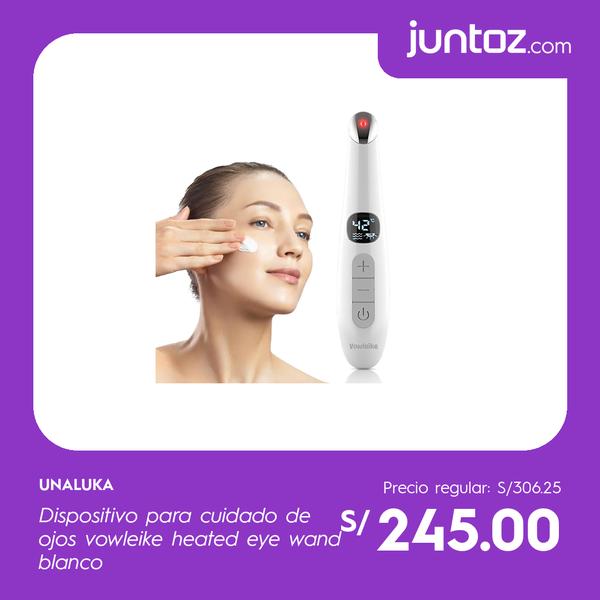 juntoz.com
42°C
Vowleike
UNALUKA
Dispositivo para cuidado de
ojos vowleike heated eye wand
blanco
Precio regular: S/306.25
S/ 245.00